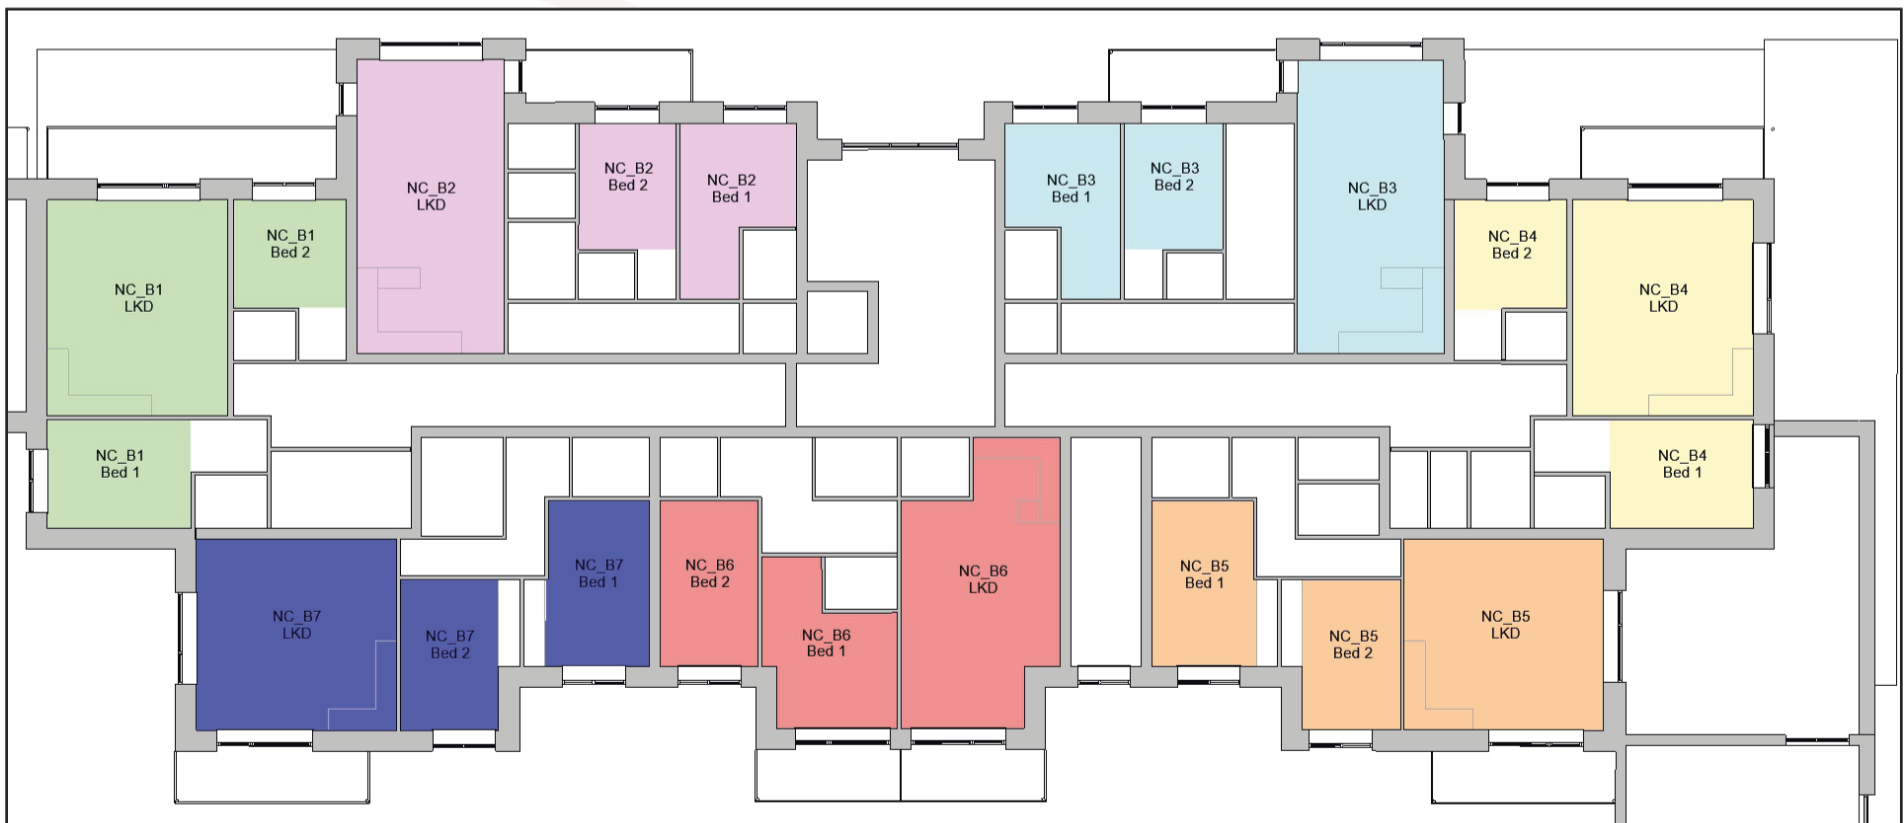 NC_B2
Bed 2
NC_B2
Bed 1
NC_B2
LKD
NC_B3
Bed 1
NC_B3
Bed 2
NC_B3
LKD
NC_B1
Bed 2
NC_B1
LKD
NC_B4
Bed 2
NC_B4
LKD
NC_B1
Bed 1
NC_B4
Bed 1
NC_B7
LKD
NC_B7
Bed 2
NC_B7
Bed 1
NC_B6
Bed 2
NC_B6
Bed 1
NC_B6
LKD
NC_B5
Bed 1
NC_B5
Bed 2
NC_B5
LKD